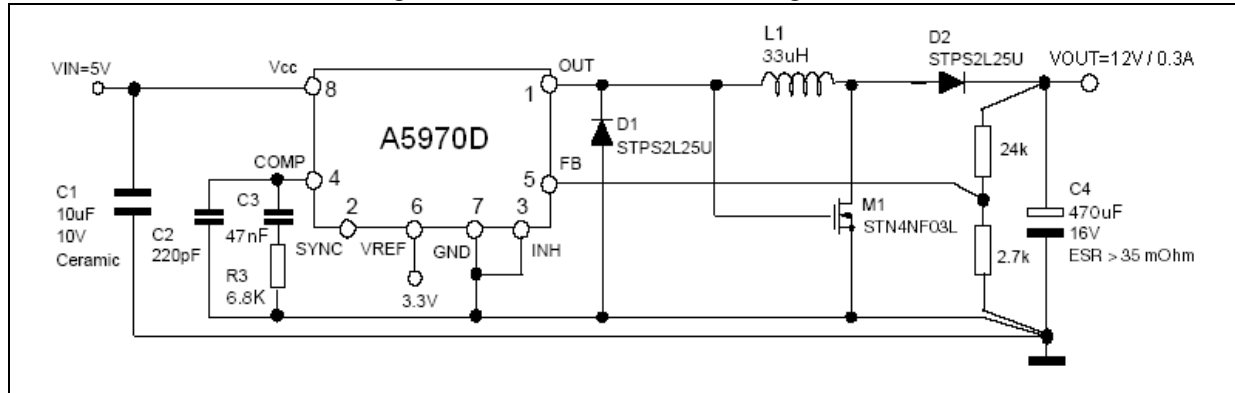 L1
33uH
D2
STPS2L25U
VIN=5V
Vcc
8
OUT
1
VOUT=12V / 0.3A
A5970D
D1
STPS2L25U
24k
COMP
4
FB
5
C1
10uF
10V
Ceramic
C2
220pF
C3
47nF
R3
6.8K
2
SYNC
6
VREF
3.3V
7
GND
3
INH
M1
STN4NF03L
2.7k
C4
470uF
16V
ESR > 35 mOhm